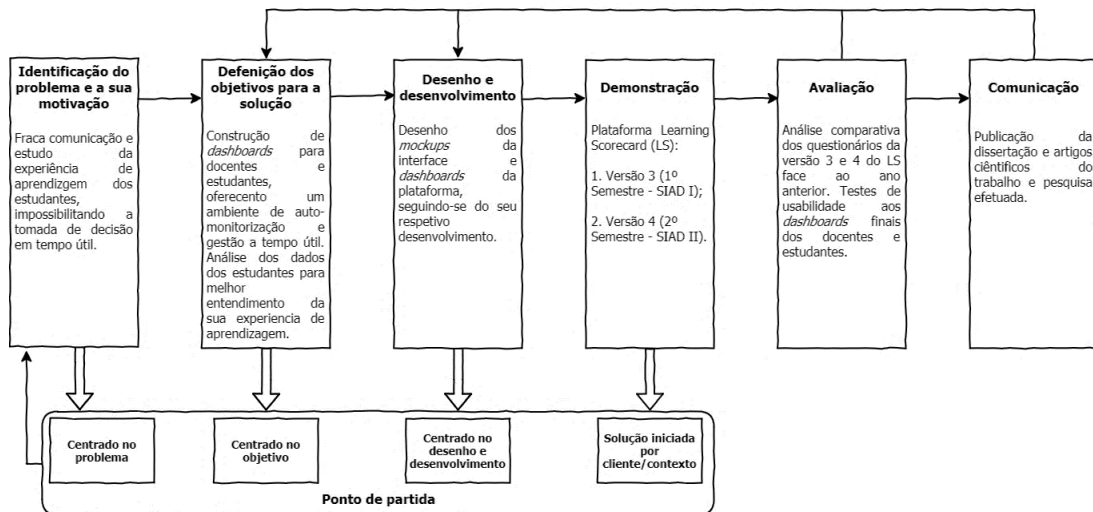 Identificação do
problema e a sua
motivação
Fraca comunicação e
estudo da
experiência de
aprendizgem dos
estudantes,
impossibilitando a
tomada de decisão
em tempo útil.
Defenição dos
objetivos para a
solução
Construção de
dashboards para
docentes e
estudantes,
oferecento um
ambiente de auto-
monitorização e
gestão a tempo útil.
Análise dos dados
dos estudantes para
melhor
entendimento da
sua experiencia de
aprendizagem.
Desenho e
desenvolvimento
Desenho dos
mockups da
interface e
dashboards da
plataforma,
seguindo-se do seu
respetivo
desenvolvimento.
Demonstração
Plataforma Learning
Scorecard (LS):
1. Versão 3 (1º
Semestre - SIAD I);
2. Versão 4 (2º
Semestre - SIAD II).
Avaliação
Análise comparativa
dos questionários da
versão 3 e 4 do LS
face ao ano
anterior. Testes de
usabilidade aos
dashboards finais
dos docentes e
estudantes.
Comunicação
Publicação da
dissertação e artigos
ciêntificos do
trabalho e pesquisa
efetuada.
Centrado no
problema
Centrado no
objetivo
Centrado no
desenho e
desenvolvimento
Solução iniciada
por
cliente/contexto
Ponto de partida